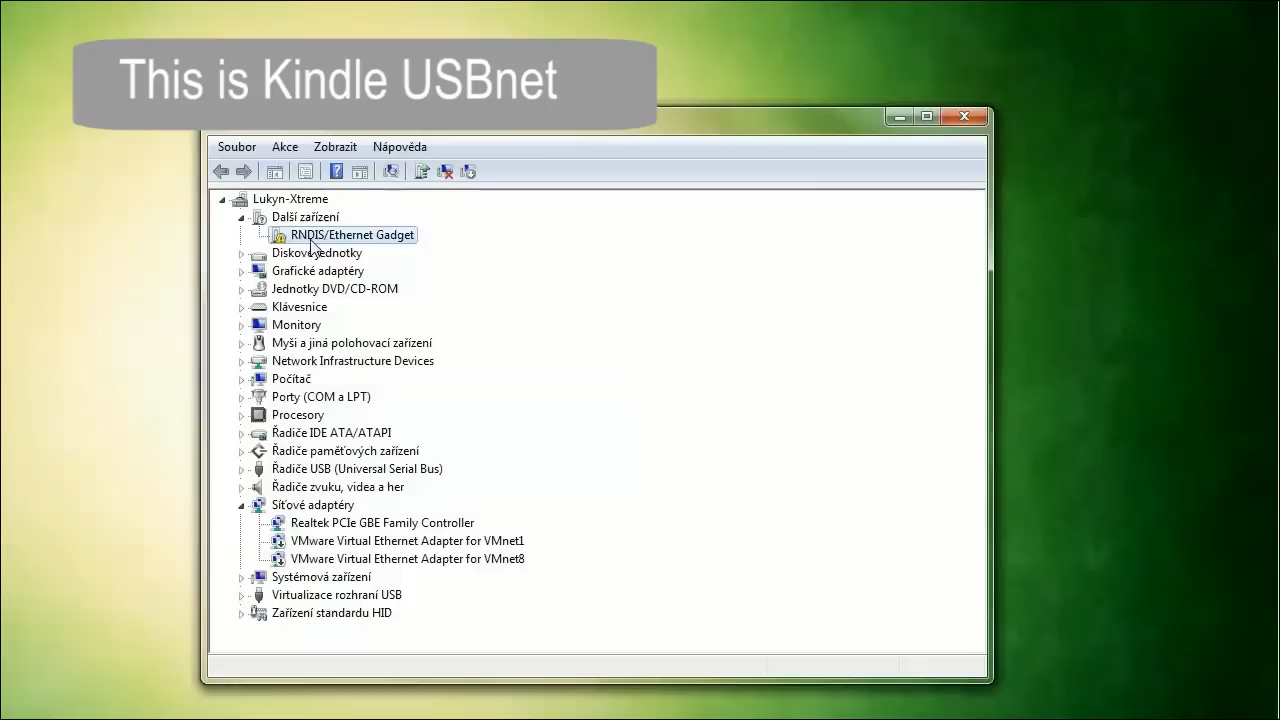 This is Kindle USBnet
Soubor Akce Zobrazit Nápověda
Lukyn-Xtreme
Další zařízení
RNDIS/Ethernet Gadget
Diskové jednotky
Grafické adaptéry
Jednotky DVD/CD-ROM
Klávesnice
Monitory
Myši a jiná polohovací zařízení
Network Infrastructure Devices
Počítač
Porty (COM a LPT)
Procesory
Řadiče IDE ATA/ATAPI
Řadiče paměťových zařízení
Řadiče USB (Universal Serial Bus)
Řadiče zvuku, videa a her
Síťové adaptéry
Realtek PCIe GBE Family Controller
VMware Virtual Ethernet Adapter for VMnet1
VMware Virtual Ethernet Adapter for VMnet8
Systémová zařízení
Virtualizace rozhraní USB
Zařízení standardu HID